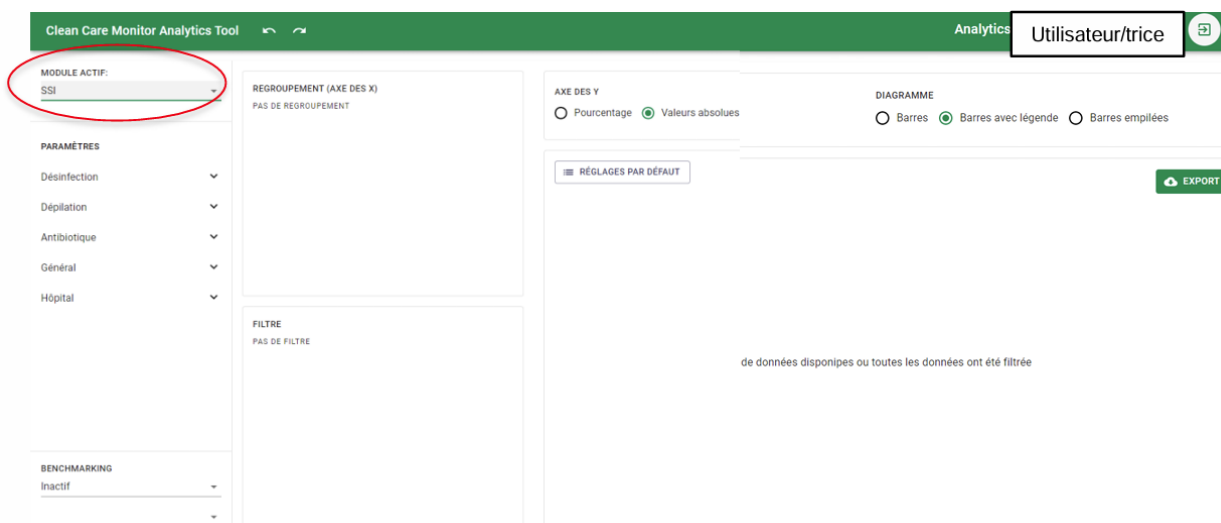 Clean Care Monitor Analytics Tool
Analytics
Utilisateur/trice
MODULE ACTIF:
SSI
PARAMÈTRES
Désinfection
Dépilation
Antibiotique
Général
Hôpital
BENCHMARKING
Inactif
REGROUPEMENT (AXE DES X)
PAS DE REGROUPEMENT
FILTRE
PAS DE FILTRE
AXE DES Y
Pourcentage Valeurs absolues
DIAGRAMME
Barres Barres avec légende Barres empilées
RÉGLAGES PAR DÉFAUT
EXPORT
de données disponipes ou toutes les données ont été filtrée